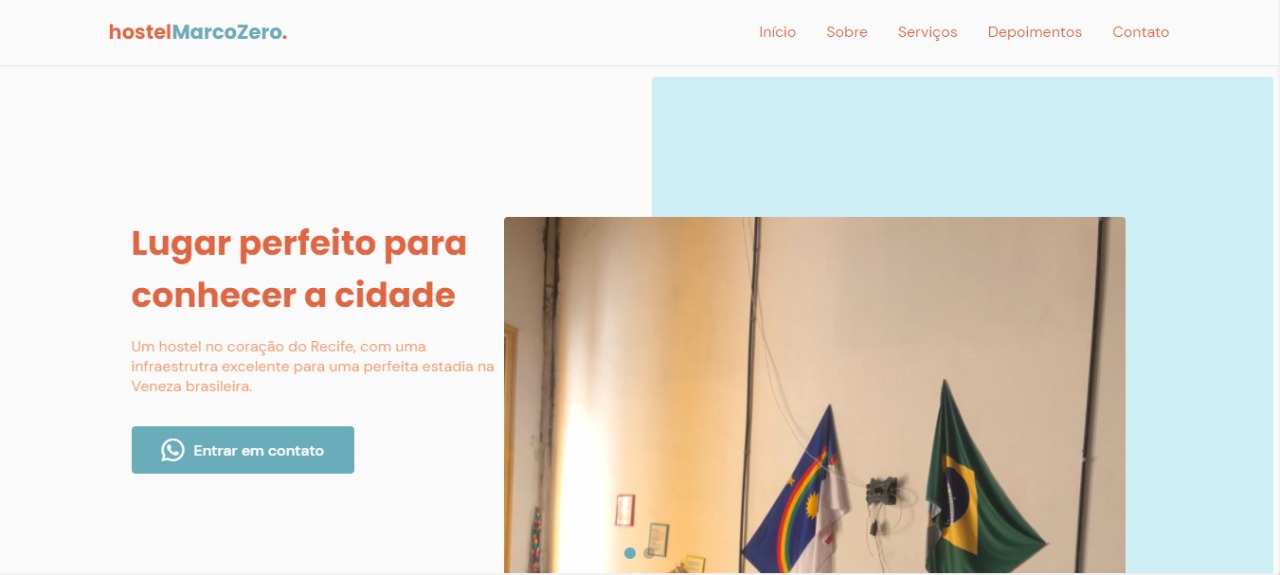 hostelMarcoZero.
Início Sobre Serviços Depoimentos Contato
Lugar perfeito para
conhecer a cidade
Um hostel no coração do Recife, com uma
infraestrutra excelente para uma perfeita estadia na
Veneza brasileira.
Entrar em contato